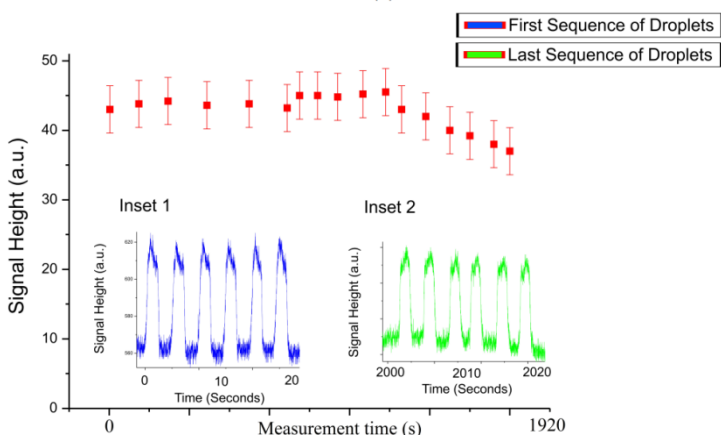 First Sequence of Droplets
Last Sequence of Droplets
50
40
30
20
10
0
Signal Height (a.u.)
Inset 1
Inset 2
Signal Height (a.u.)
0 10 20
Time (Seconds)
Signal Height (a.u.)
2000 2010 2020
Time (Seconds)
0 Measurement time (s) 1920